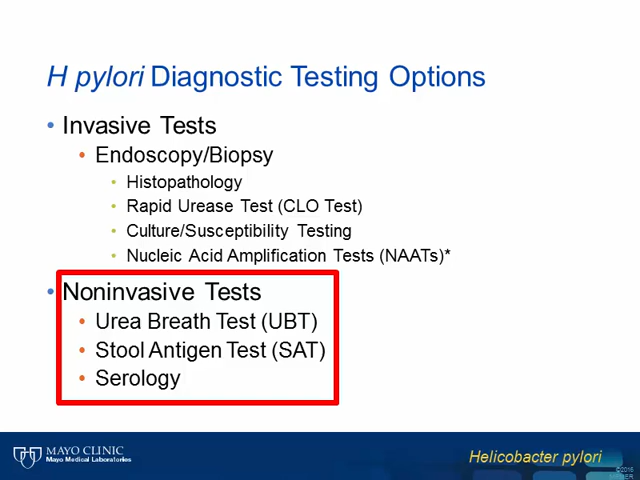 H pylori Diagnostic Testing Options
• Invasive Tests
• Endoscopy/Biopsy
• Histopathology
• Rapid Urease Test (CLO Test)
• Culture/Susceptibility Testing
• Nucleic Acid Amplification Tests (NAATs)*
• Noninvasive Tests
• Urea Breath Test (UBT)
• Stool Antigen Test (SAT)
• Serology
MAYO CLINIC
Mayo Medical Laboratories
Helicobacter pylori
©2016